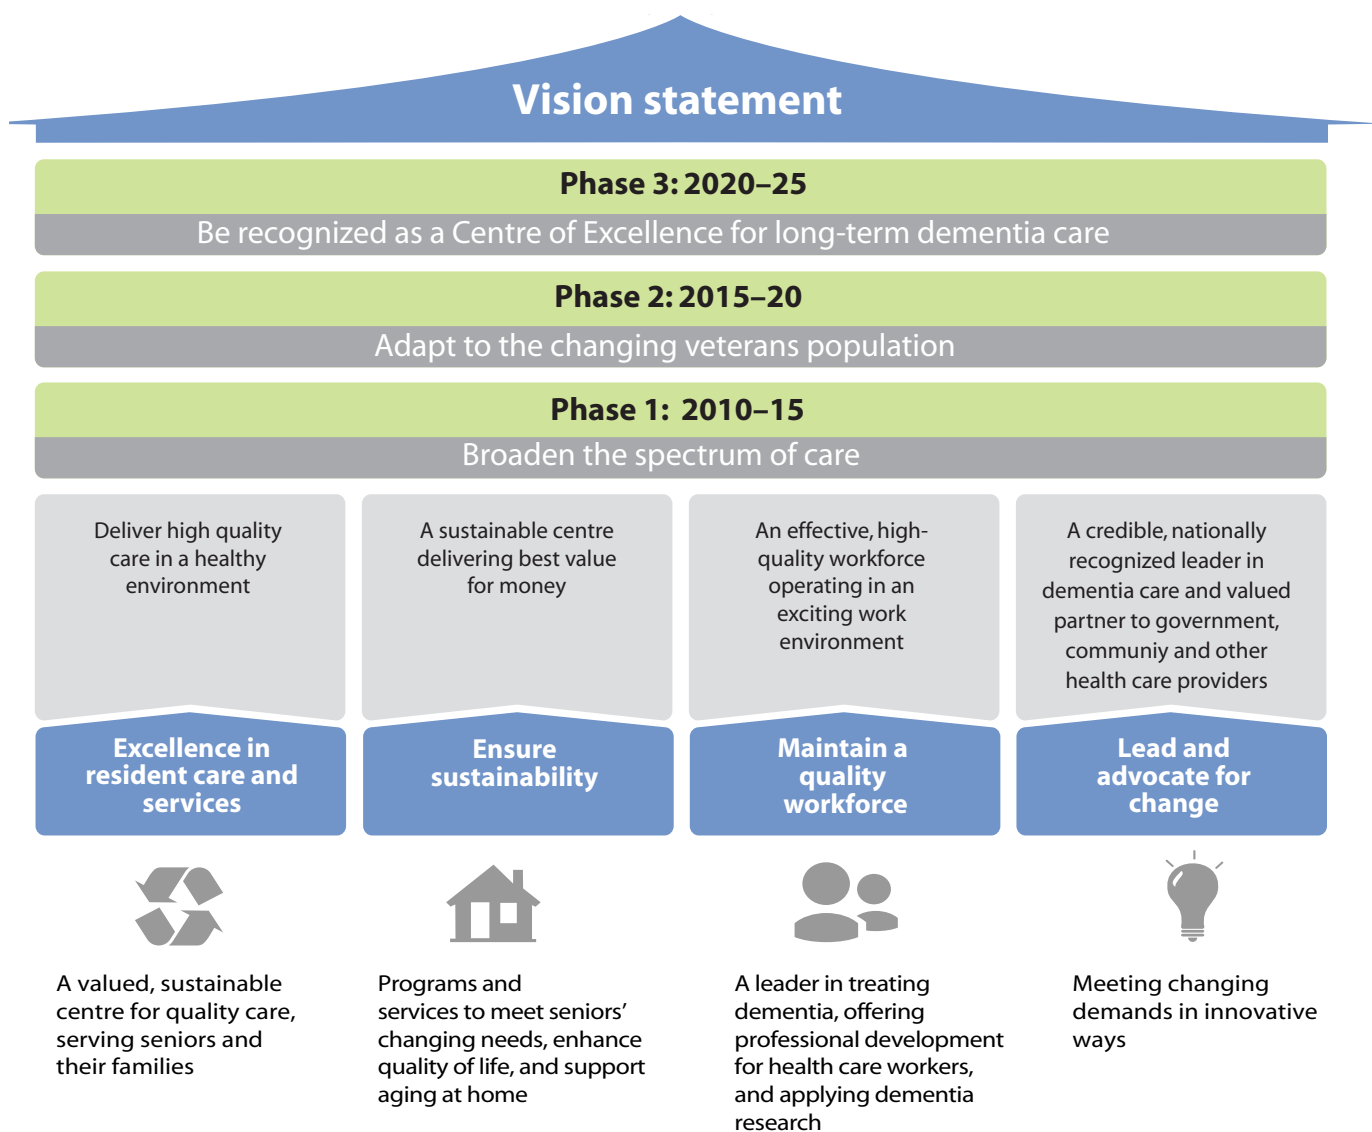 Vision statement
Phase 3: 2020–25
Be recognized as a Centre of Excellence for long-term dementia care
Phase 2: 2015–20
Adapt to the changing veterans population
Phase 1: 2010–15
Broaden the spectrum of care
Deliver high quality
care in a healthy
environment
A sustainable centre
delivering best value
for money
An effective, high-
quality workforce
operating in an
exciting work
environment
A credible, nationally
recognized leader in
dementia care and valued
partner to government,
communiy and other
health care providers
Excellence in
resident care and
services
Ensure
sustainability
Maintain a
quality
workforce
Lead and
advocate for
change
A valued, sustainable
centre for quality care,
serving seniors and
their families
Programs and
services to meet seniors’
changing needs, enhance
quality of life, and support
aging at home
A leader in treating
dementia, offering
professional development
for health care workers,
and applying dementia
research
Meeting changing
demands in innovative
ways